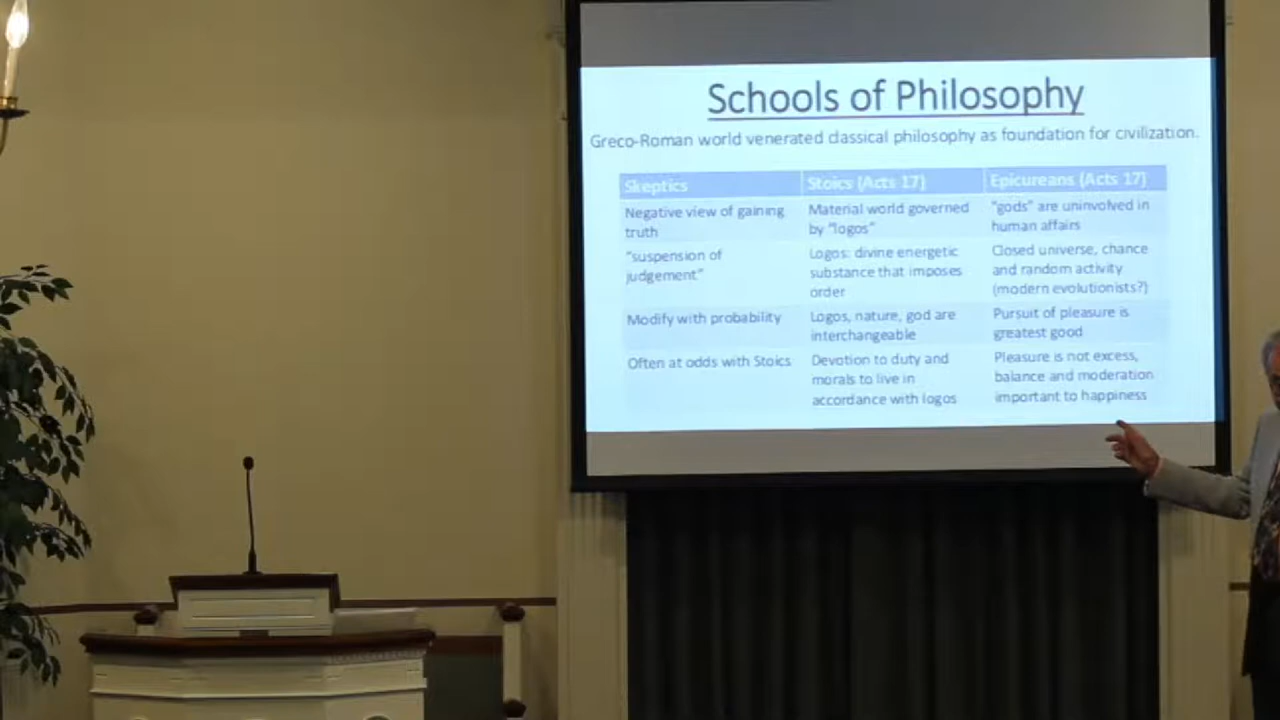 Schools of Philosophy
Greco-Roman world venerated classical philosophy as foundation for civilization.
Skeptics
Stoics (Acts 17)
Epicureans (Acts 17)
Negative view of gaining
truth
Material world governed
by "logos"
"gods" are uninvolved in
human affairs
"suspension of
judgement"
Logos: divine energetic
substance that imposes
order
Closed universe, chance
and random activity
(modern evolutionists?)
Modify with probability
Logos, nature, god are
interchangeable
Pursuit of pleasure is
greatest good
Often at odds with Stoics
Devotion to duty and
morals to live in
accordance with logos
Pleasure is not excess,
balance and moderation
important to happiness